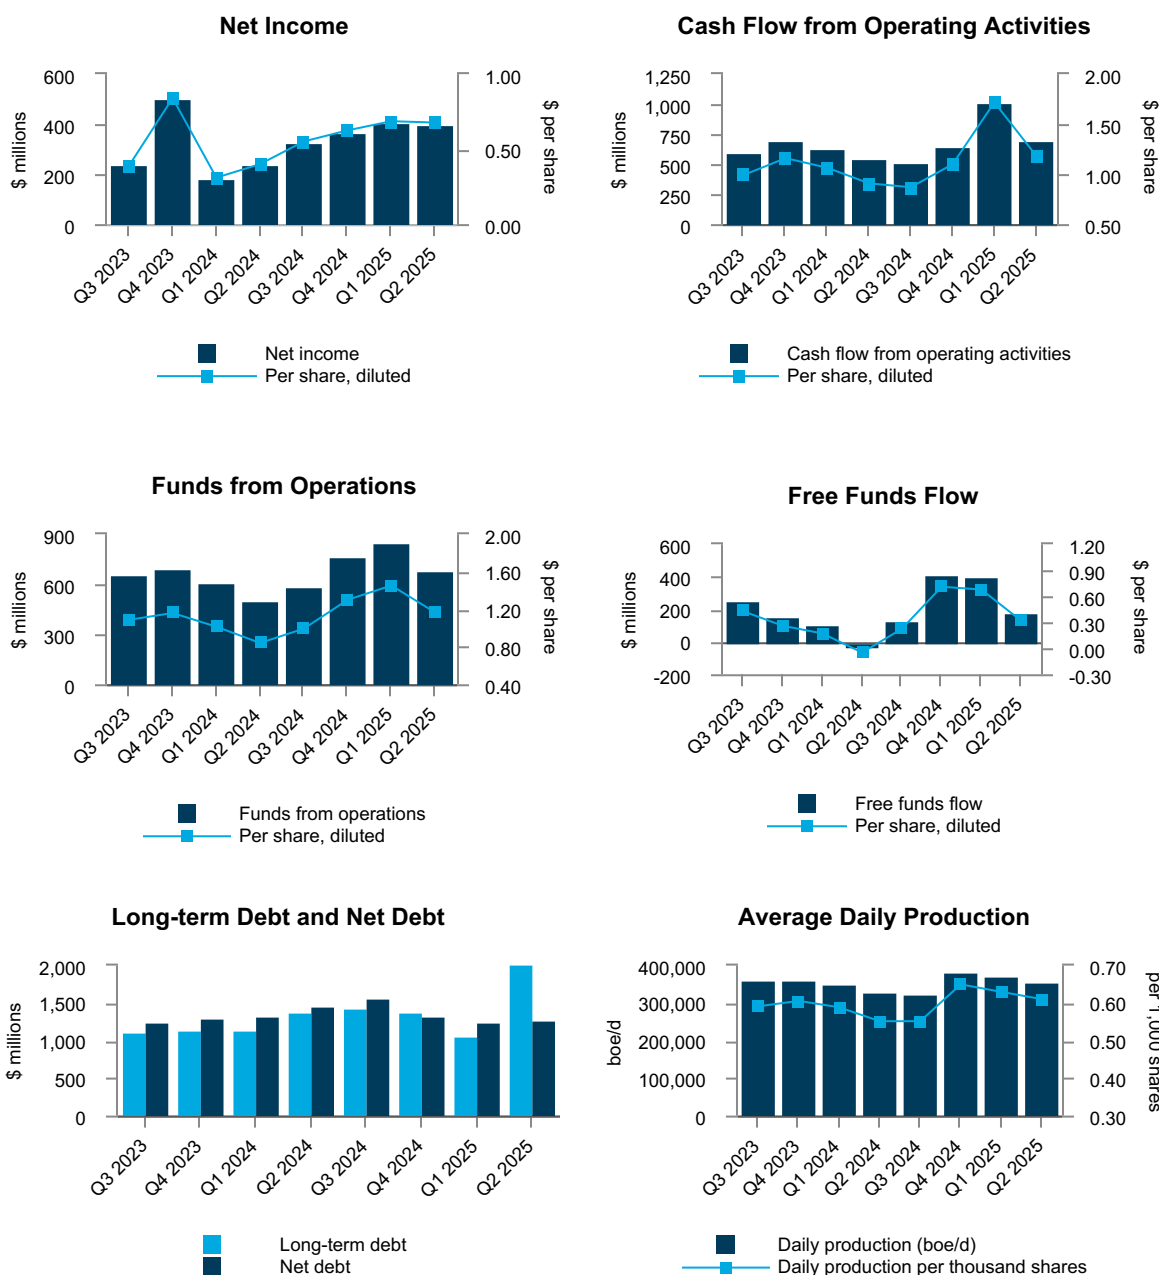 Net Income
$ millions
600
400
200
0
1.00
0.50
0.00
$ per share
Q3 2023
Q4 2023
Q1 2024
Q2 2024
Q3 2024
Q4 2024
Q1 2025
Q2 2025
Net income
Per share, diluted
Cash Flow from Operating Activities
$ millions
1,250
1,000
750
500
250
0
2.00
1.50
1.00
0.50
$ per share
Q3 2023
Q4 2023
Q1 2024
Q2 2024
Q3 2024
Q4 2024
Q1 2025
Q2 2025
Cash flow from operating activities
Per share, diluted
Funds from Operations
$ millions
900
600
300
0
2.00
1.60
1.20
0.80
0.40
$ per share
Q3 2023
Q4 2023
Q1 2024
Q2 2024
Q3 2024
Q4 2024
Q1 2025
Q2 2025
Funds from operations
Per share, diluted
Free Funds Flow
$ millions
600
400
200
0
-200
1.20
0.90
0.60
0.30
0.00
-0.30
$ per share
Q3 2023
Q4 2023
Q1 2024
Q2 2024
Q3 2024
Q4 2024
Q1 2025
Q2 2025
Free funds flow
Per share, diluted
Long-term Debt and Net Debt
$ millions
2,000
1,500
1,000
500
0
Q3 2023
Q4 2023
Q1 2024
Q2 2024
Q3 2024
Q4 2024
Q1 2025
Q2 2025
Long-term debt
Net debt
Average Daily Production
boe/d
400,000
300,000
200,000
100,000
0
0.70
0.60
0.50
0.40
0.30
per 1,000 shares
Q3 2023
Q4 2023
Q1 2024
Q2 2024
Q3 2024
Q4 2024
Q1 2025
Q2 2025
Daily production (boe/d)
Daily production per thousand shares